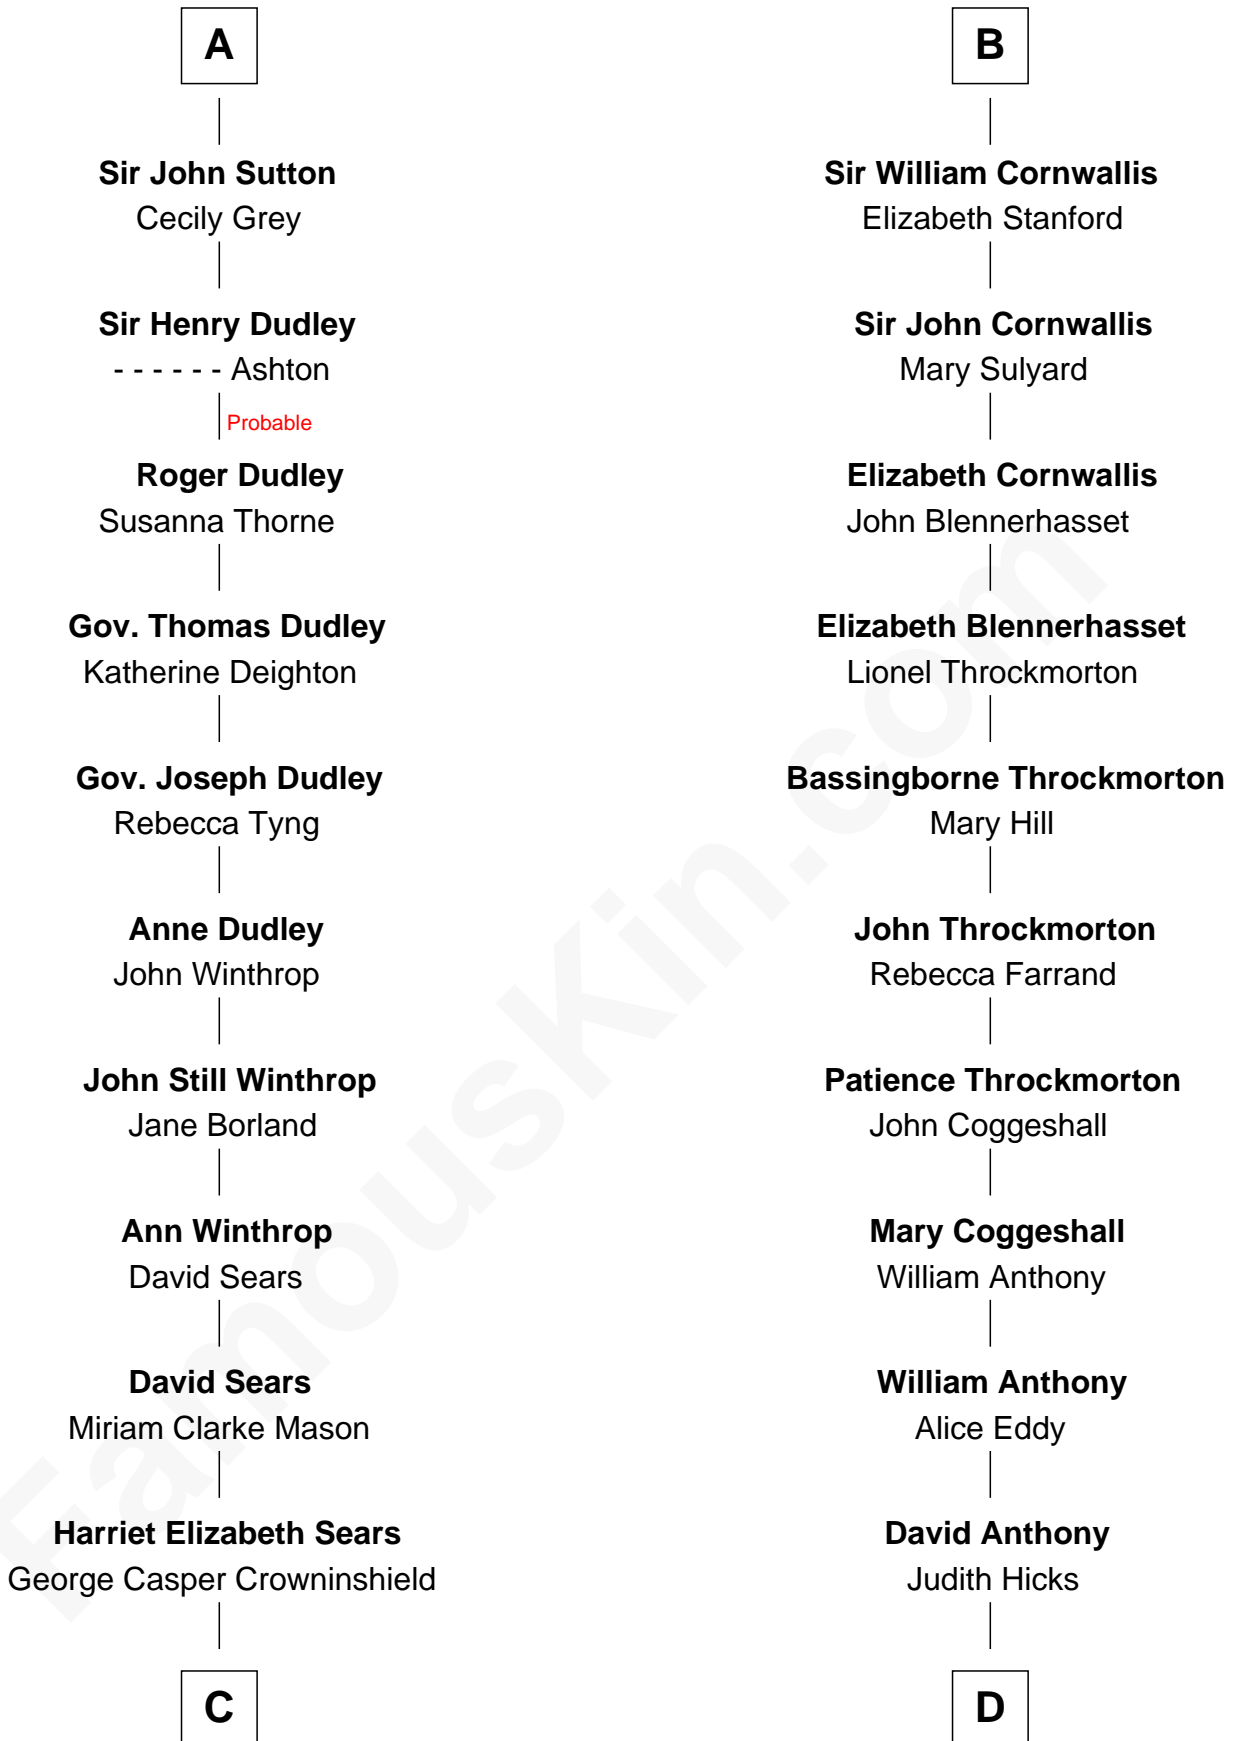 A
Sir John Sutton
Cecily Grey
Sir Henry Dudley
- - - - - - Ashton
Probable
Roger Dudley
Susanna Thorne
Gov. Thomas Dudley
Katherine Deighton
Gov. Joseph Dudley
Rebecca Tyng
Anne Dudley
John Winthrop
John Still Winthrop
Jane Borland
Ann Winthrop
David Sears
David Sears
Miriam Clarke Mason
Harriet Elizabeth Sears
George Casper Crowninshield
C
B
Sir William Cornwallis
Elizabeth Stanford
Sir John Cornwallis
Mary Sulyard
Elizabeth Cornwallis
John Blennerhasset
Elizabeth Blennerhasset
Lionel Throckmorton
Bassingborne Throckmorton
Mary Hill
John Throckmorton
Rebecca Farrand
Patience Throckmorton
John Coggeshall
Mary Coggeshall
William Anthony
William Anthony
Alice Eddy
David Anthony
Judith Hicks
D
FamousKin.com